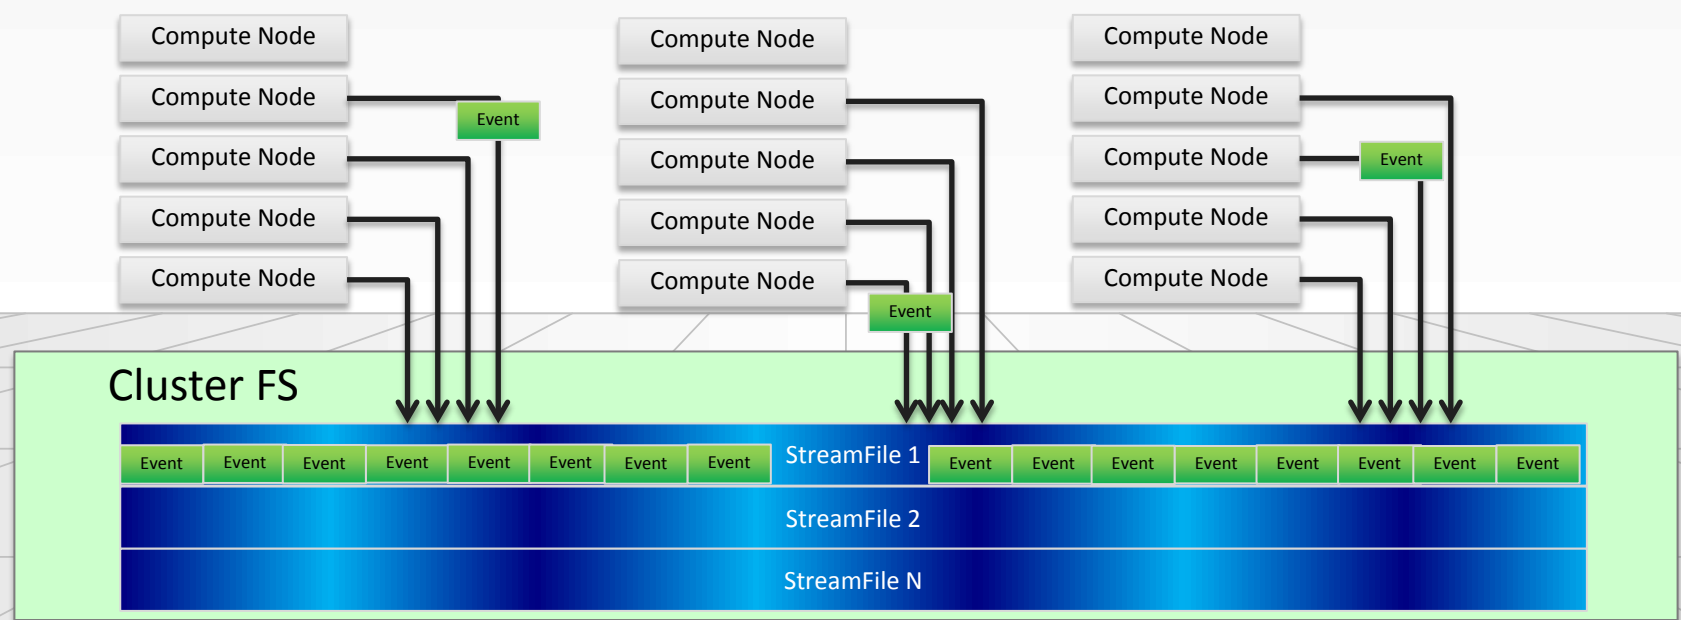 Compute Node
Compute Node
Compute Node
Compute Node
Compute Node
Event
Compute Node
Compute Node
Compute Node
Compute Node
Compute Node
Event
Compute Node
Compute Node
Compute Node
Compute Node
Compute Node
Event
Cluster FS
Event Event Event Event Event Event Event Event StreamFile 1 Event Event Event Event Event Event Event Event
StreamFile 2
StreamFile N